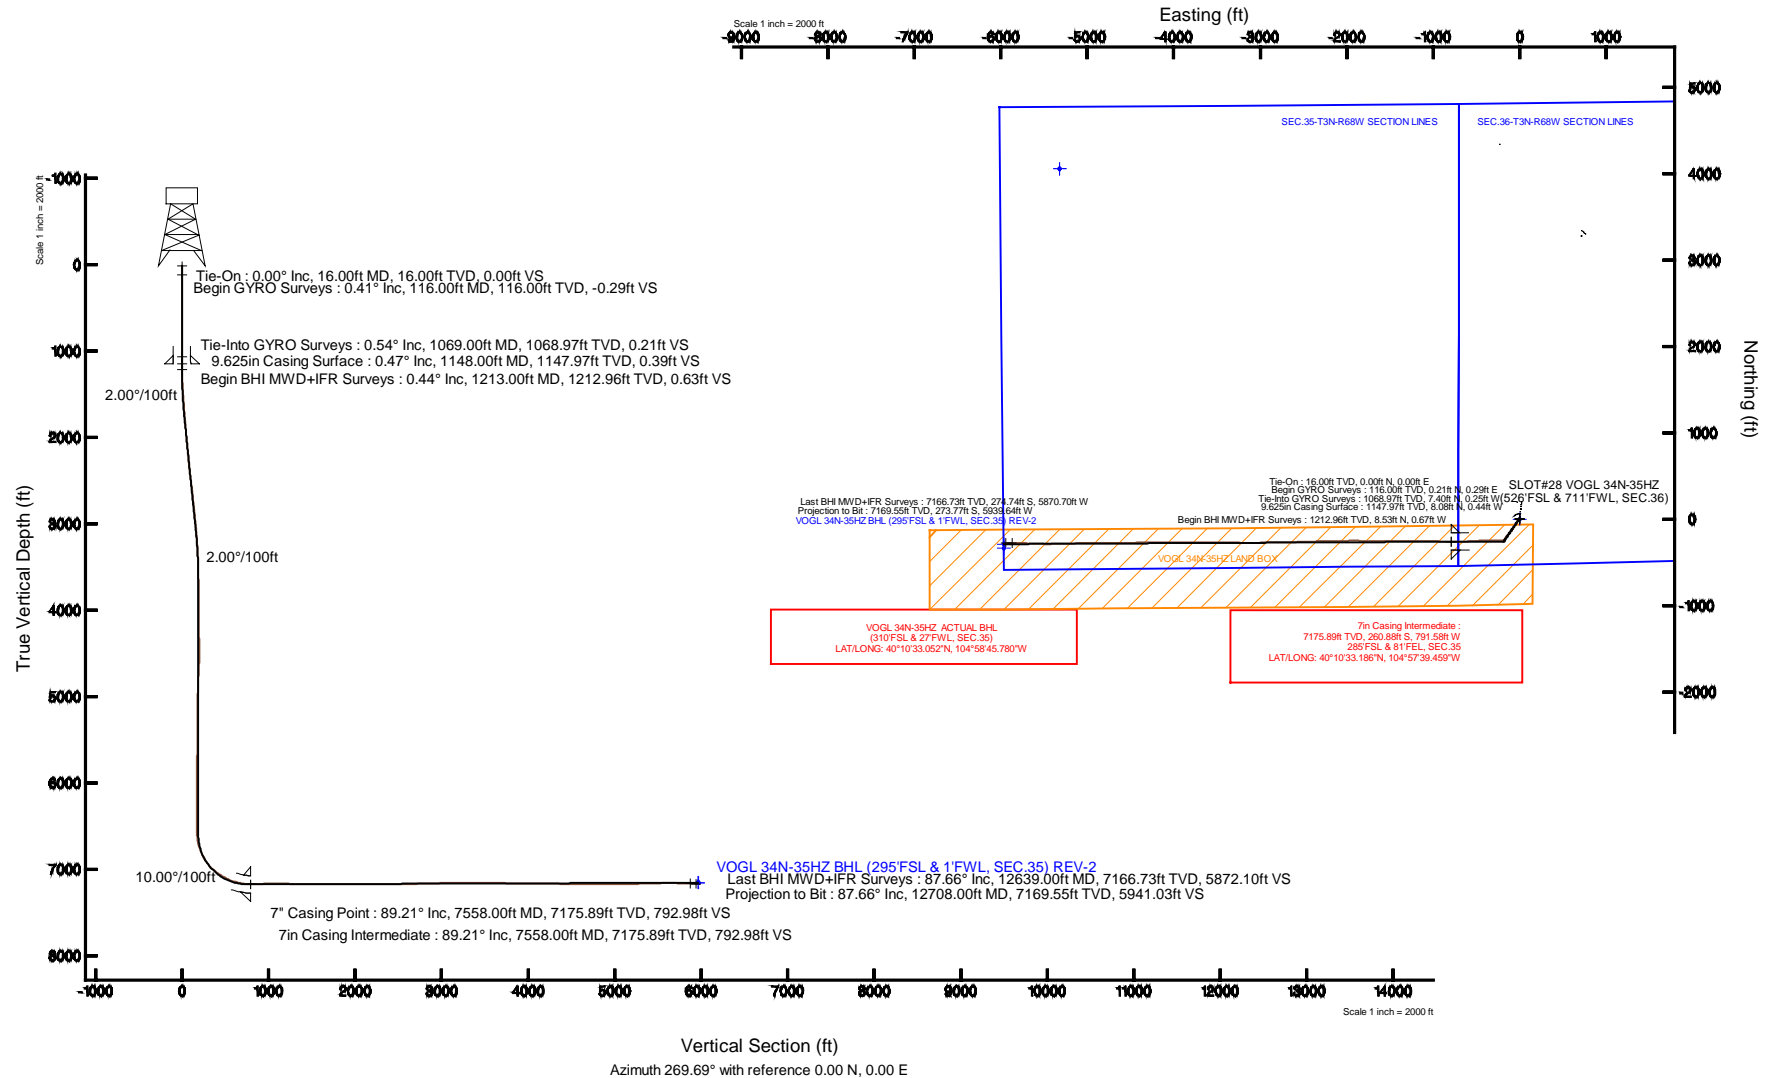 Easting (ft)
Scale 1 inch = 2000 ft
-9000 -8000 -7000 -6000 -5000 -4000 -3000 -2000 -1000 0 1000
5000
4000
3000
2000
1000
0
-1000
-2000
Northing (ft)
SEC.35-T3N-R68W SECTION LINES
SEC.36-T3N-R68W SECTION LINES
Scale 1 inch = 2000 ft
-1000
0
1000
2000
3000
4000
5000
6000
7000
8000
True Vertical Depth (ft)
Tie-On : 0.00° Inc, 16.00ft MD, 16.00ft TVD, 0.00ft VS
Begin GYRO Surveys : 0.41° Inc, 116.00ft MD, 116.00ft TVD, -0.29ft VS
Tie-Into GYRO Surveys : 0.54° Inc, 1069.00ft MD, 1068.97ft TVD, 0.21ft VS
9.625in Casing Surface : 0.47° Inc, 1148.00ft MD, 1147.97ft TVD, 0.39ft VS
Begin BHI MWD+IFR Surveys : 0.44° Inc, 1213.00ft MD, 1212.96ft TVD, 0.63ft VS
2.00°/100ft
2.00°/100ft
10.00°/100ft
Last BHI MWD+IFR Surveys : 7166.73ft TVD, 274.74ft S, 5870.70ft W
Projection to Bit : 7169.55ft TVD, 273.77ft S, 5939.64ft W
VOGL 34N-35HZ BHL (295'FSL & 1'FWL, SEC.35) REV-2
Tie-On : 16.00ft TVD, 0.00ft N, 0.00ft E
Begin GYRO Surveys : 116.00ft TVD, 0.21ft N, 0.29ft E
Tie-Into GYRO Surveys : 1068.97ft TVD, 7.40ft N, 0.25ft W
9.625in Casing Surface : 1147.97ft TVD, 8.08ft N, 0.44ft W
Begin BHI MWD+IFR Surveys : 1212.96ft TVD, 8.53ft N, 0.67ft W
SLOT#28 VOGL 34N-35HZ
(526'FSL & 711'FWL, SEC.36)
VOGL 34N-35HZ LAND BOX
VOGL 34N-35HZ ACTUAL BHL
(310'FSL & 27'FWL, SEC.35)
LAT/LONG: 40°10'33.052"N, 104°58'45.780"W
7in Casing Intermediate :
7175.89ft TVD, 260.88ft S, 791.58ft W
285'FSL & 81'FEL, SEC.35
LAT/LONG: 40°10'33.186"N, 104°57'39.459"W
VOGL 34N-35HZ BHL (295'FSL & 1'FWL, SEC.35) REV-2
Last BHI MWD+IFR Surveys : 87.66° Inc, 12639.00ft MD, 7166.73ft TVD, 5872.10ft VS
Projection to Bit : 87.66° Inc, 12708.00ft MD, 7169.55ft TVD, 5941.03ft VS
7" Casing Point : 89.21° Inc, 7558.00ft MD, 7175.89ft TVD, 792.98ft VS
7in Casing Intermediate : 89.21° Inc, 7558.00ft MD, 7175.89ft TVD, 792.98ft VS
-1000 0 1000 2000 3000 4000 5000 6000 7000 8000 9000 10000 11000 12000 13000 14000
Scale 1 inch = 2000 ft
Vertical Section (ft)
Azimuth 269.69° with reference 0.00 N, 0.00 E